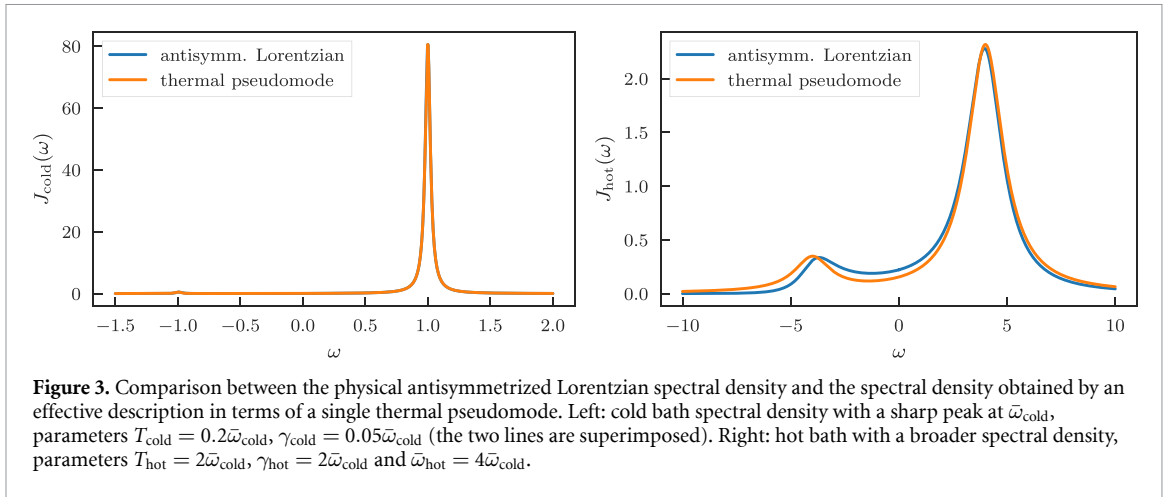 antisymm. Lorentzian
thermal pseudomode
80
60
40
20
0
J_cold(ω)
−1.5 −1.0 −0.5 0.0 0.5 1.0 1.5 2.0
ω
antisymm. Lorentzian
thermal pseudomode
2.0
1.5
1.0
0.5
0.0
J_hot(ω)
−10 −5 0 5 10
ω
Figure 3. Comparison between the physical antisymmetrized Lorentzian spectral density and the spectral density obtained by an
effective description in terms of a single thermal pseudomode. Left: cold bath spectral density with a sharp peak at ω̄_cold,
parameters T_cold = 0.2ω̄_cold, γ_cold = 0.05ω̄_cold (the two lines are superimposed). Right: hot bath with a broader spectral density,
parameters T_hot = 2ω̄_cold, γ_hot = 2ω̄_cold and ω̄_hot = 4ω̄_cold.